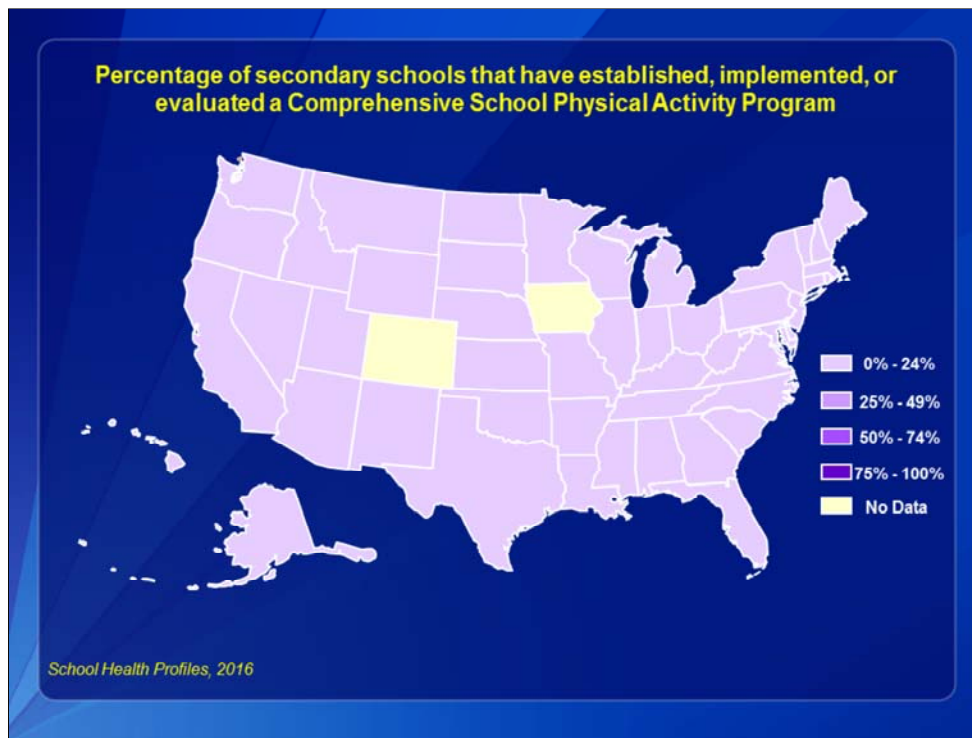 Percentage of secondary schools that have established, implemented, or
evaluated a Comprehensive School Physical Activity Program
0% - 24%
25% - 49%
50% - 74%
75% - 100%
No Data
School Health Profiles, 2016